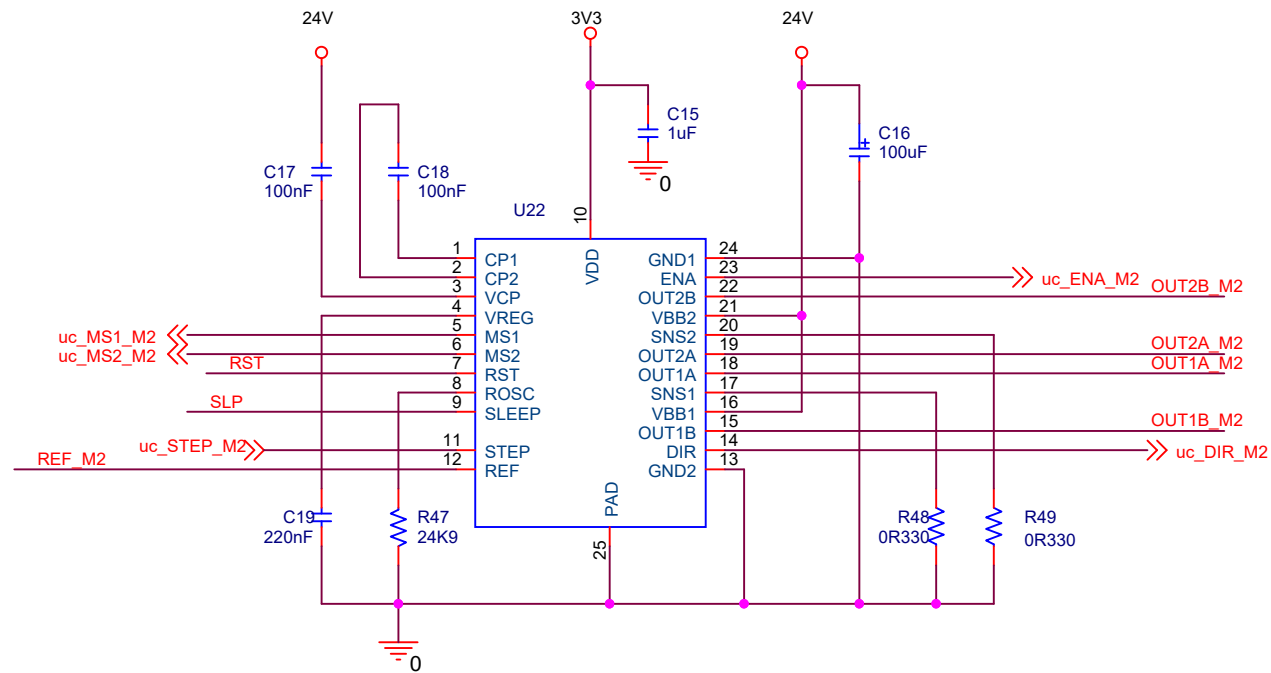 24V
3V3
24V
C15
1uF
C16
100uF
C17
100nF
C18
100nF
0
U22
10
VDD
1
CP1
2
CP2
3
VCP
4
VREG
5
MS1
6
MS2
7
RST
8
ROSC
9
SLEEP
11
STEP
12
REF
24
GND1
23
ENA
22
OUT2B
21
VBB2
20
SNS2
19
OUT2A
18
OUT1A
17
SNS1
16
VBB1
15
OUT1B
14
DIR
13
GND2
PAD
25
uc_MS1_M2
uc_MS2_M2
RST
SLP
uc_STEP_M2
REF_M2
uc_ENA_M2
OUT2B_M2
OUT2A_M2
OUT1A_M2
OUT1B_M2
uc_DIR_M2
C19
220nF
R47
24K9
R48
0R330
R49
0R330
0